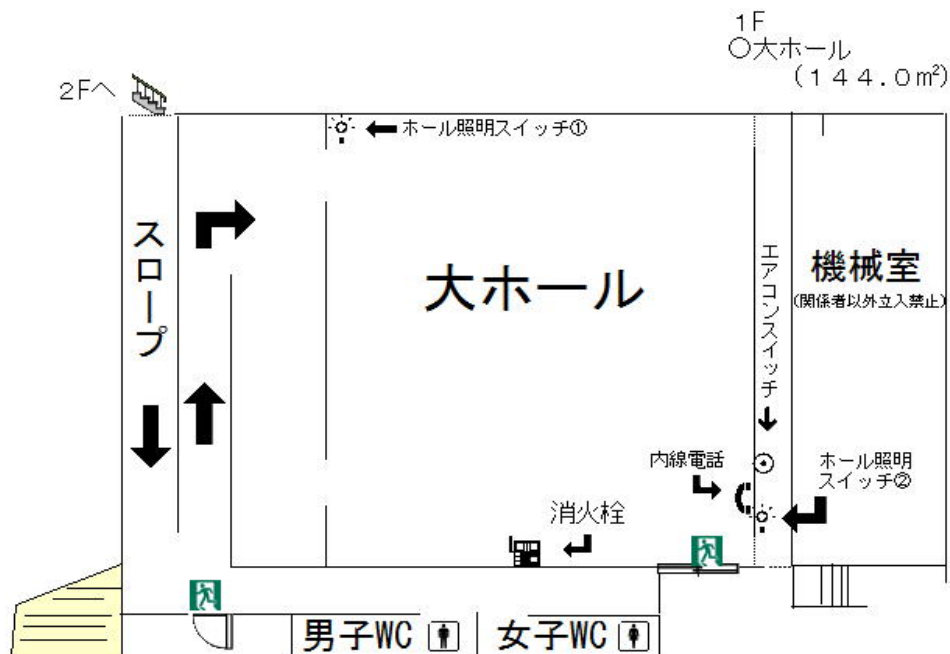 1F
○大ホール
(144.0㎡)
2Fへ
ホール照明スイッチ①
スロープ
大ホール
エアコンスイッチ
機械室
(関係者以外立入禁止)
内線電話
ホール照明
スイッチ②
消火栓
男子WC
女子WC